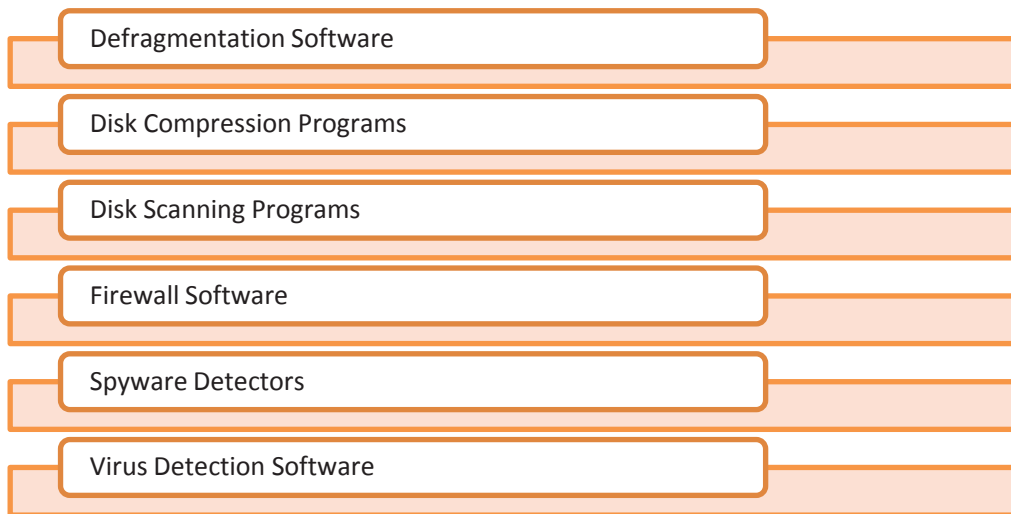 Defragmentation Software
Disk Compression Programs
Disk Scanning Programs
Firewall Software
Spyware Detectors
Virus Detection Software